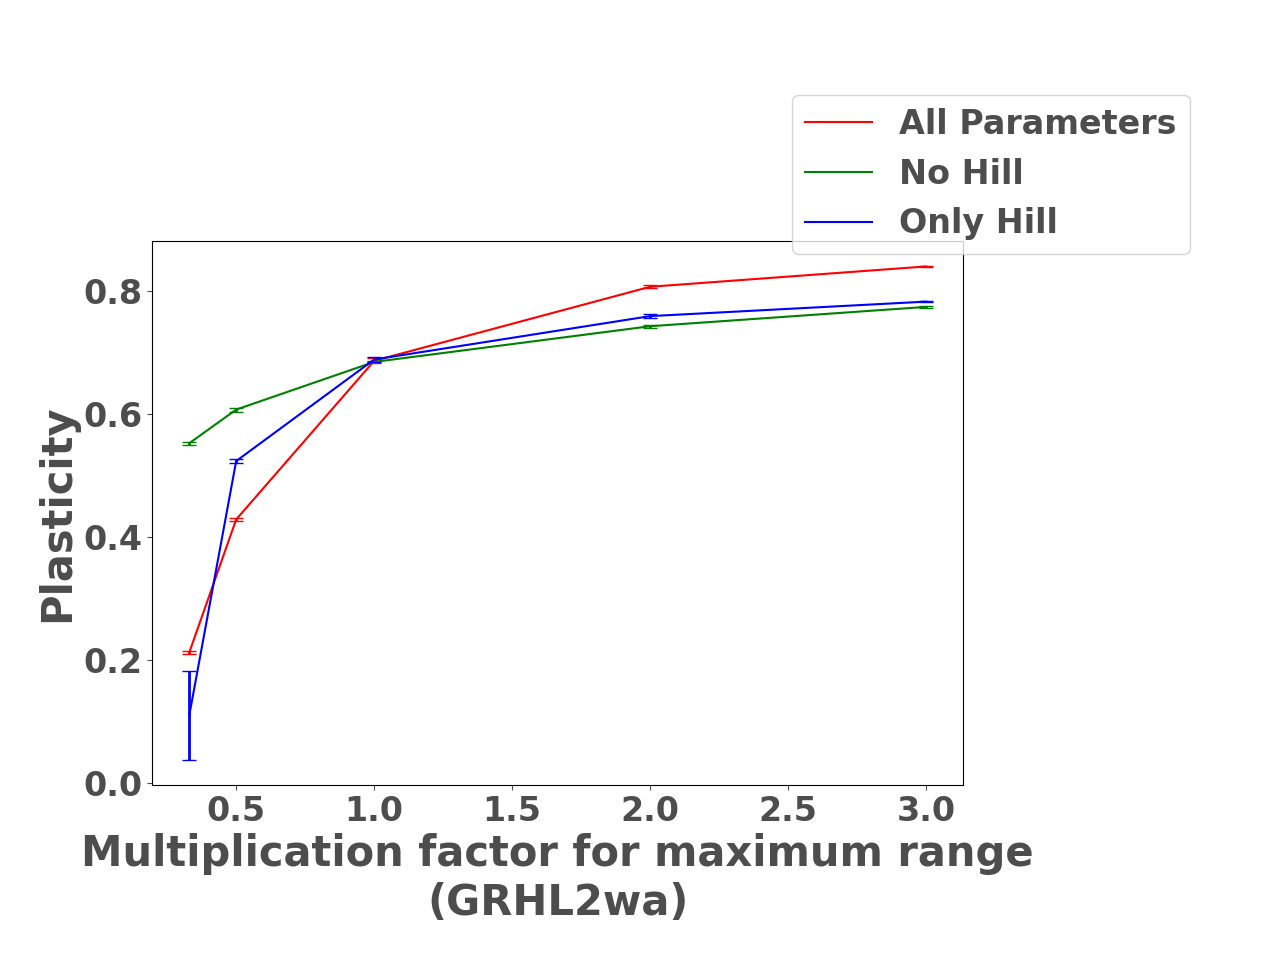 All Parameters
No Hill
Only Hill
Plasticity
0.8
0.6
0.4
0.2
0.0
0.5 1.0 1.5 2.0 2.5 3.0
Multiplication factor for maximum range
(GRHL2wa)